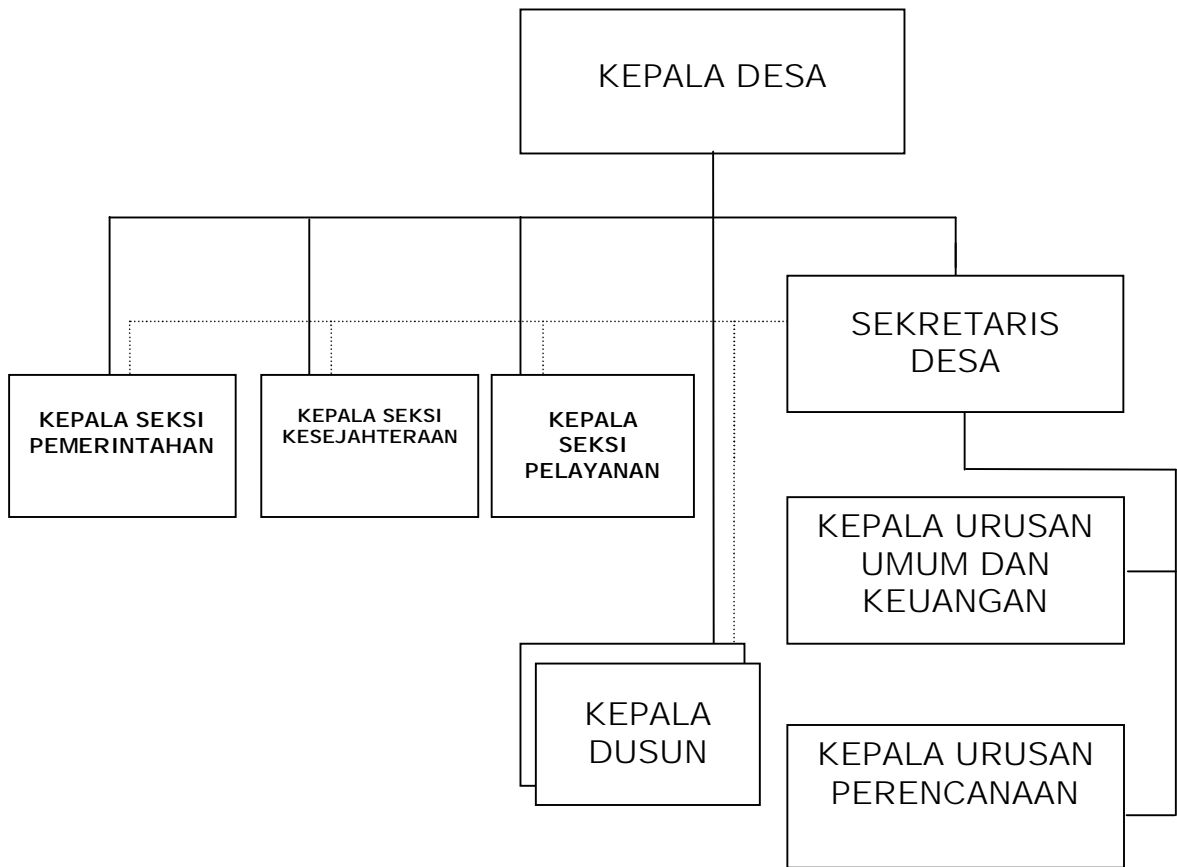 KEPALA DESA
SEKRETARIS
DESA
KEPALA SEKSI
PEMERINTAHAN
KEPALA SEKSI
KESEJAHTERAAN
KEPALA
SEKSI
PELAYANAN
KEPALA URUSAN
UMUM DAN
KEUANGAN
KEPALA
DUSUN
KEPALA URUSAN
PERENCANAAN